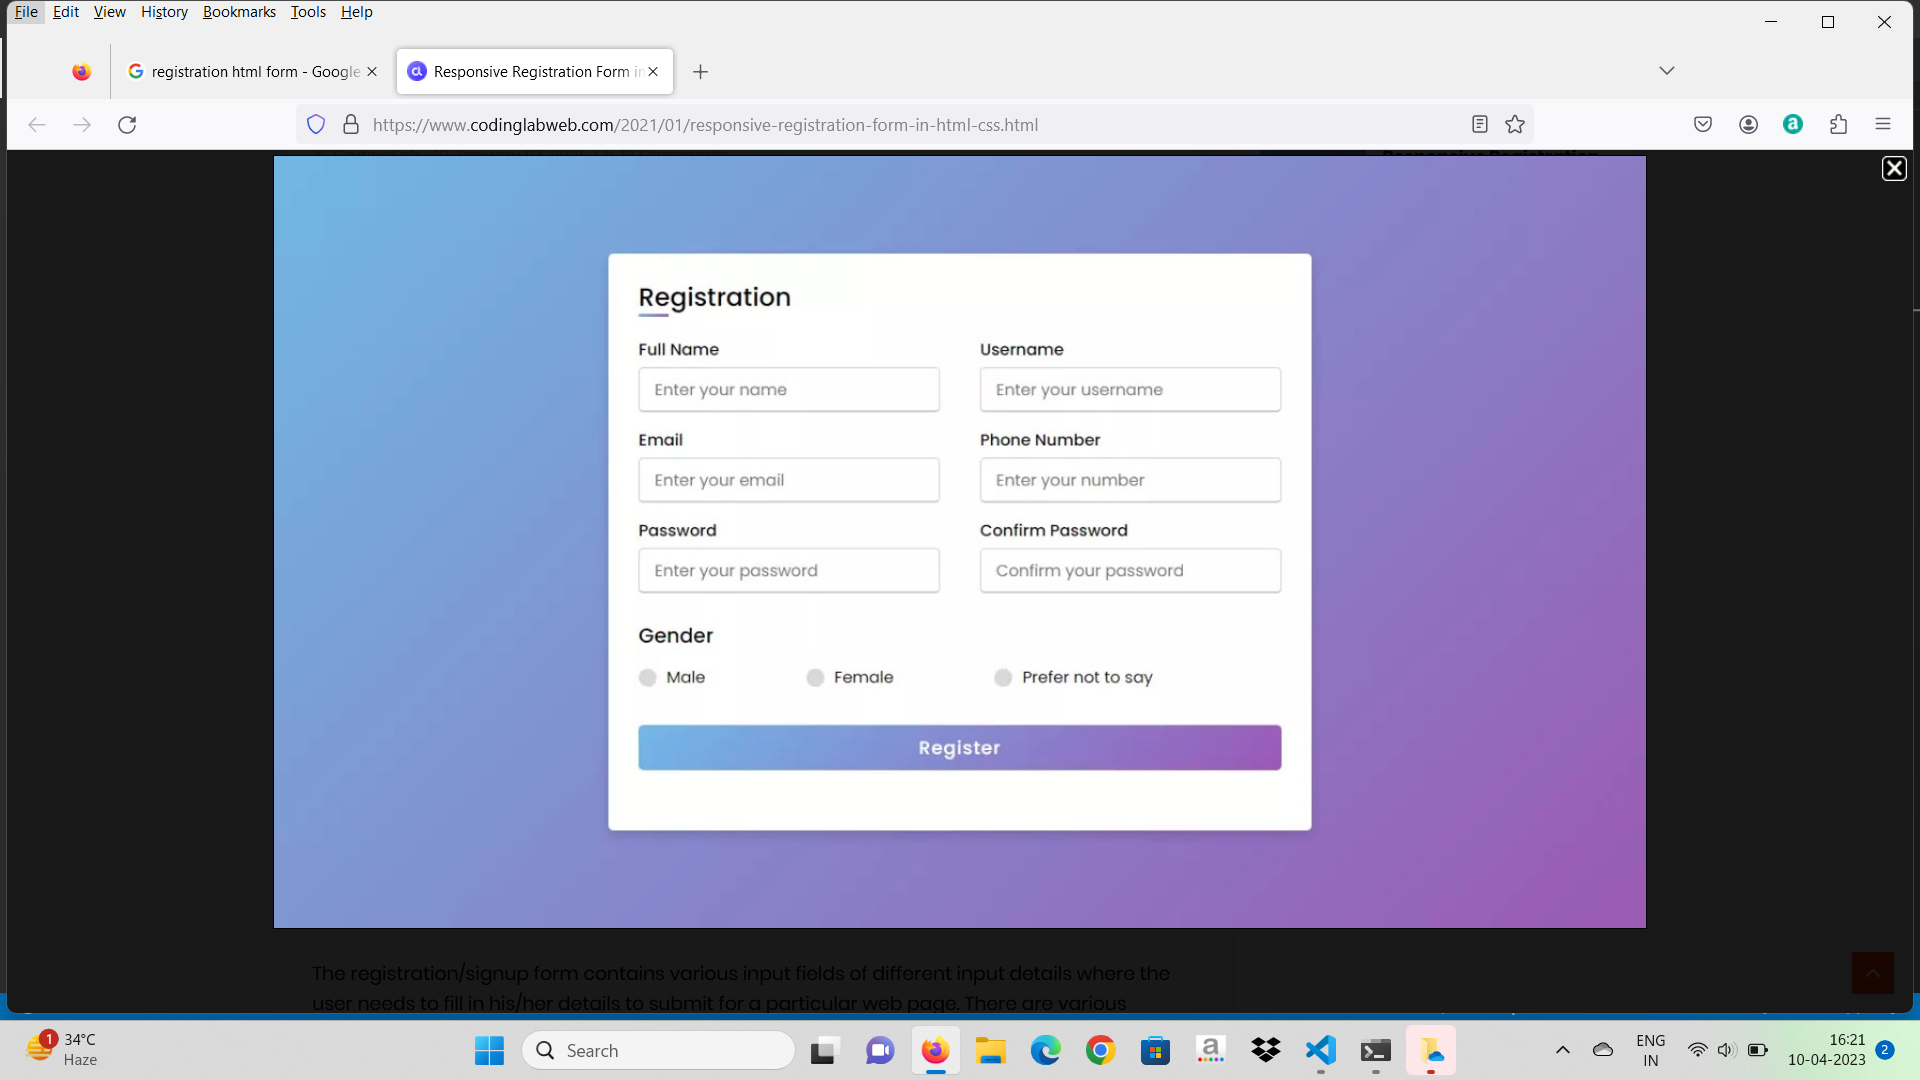 File Edit View History Bookmarks Tools Help
registration html form - Google
Responsive Registration Form in
https://www.codinglabweb.com/2021/01/responsive-registration-form-in-html-css.html
Registration
Full Name
Username
Enter your name
Enter your username
Email
Phone Number
Enter your email
Enter your number
Password
Confirm Password
Enter your password
Confirm your password
Gender
Male
Female
Prefer not to say
Register
The registration/signup form contains various input fields of different input details where the
user needs to fill in his/her details to submit for a particular web page. There are various
1
34°C
Haze
Search
ENG
IN
16:21
10-04-2023
2